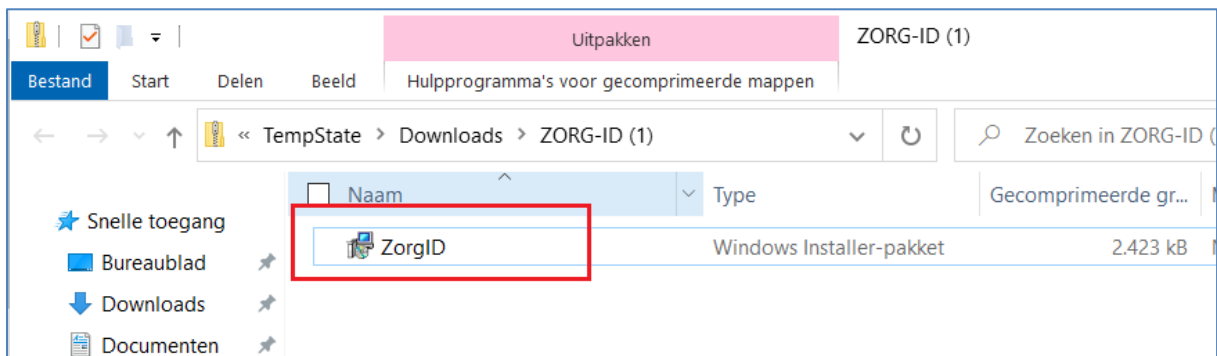 Uitpakken ZORG-ID (1)
Bestand Start Delen Beeld Hulpprogramma's voor gecomprimeerde mappen
« TempState > Downloads > ZORG-ID (1) Zoeken in ZORG-ID (
Naam Type Gecomprimeerde gr...
Snelle toegang
ZorgID Windows Installer-pakket 2.423 kB
Bureaublad
Downloads
Documenten